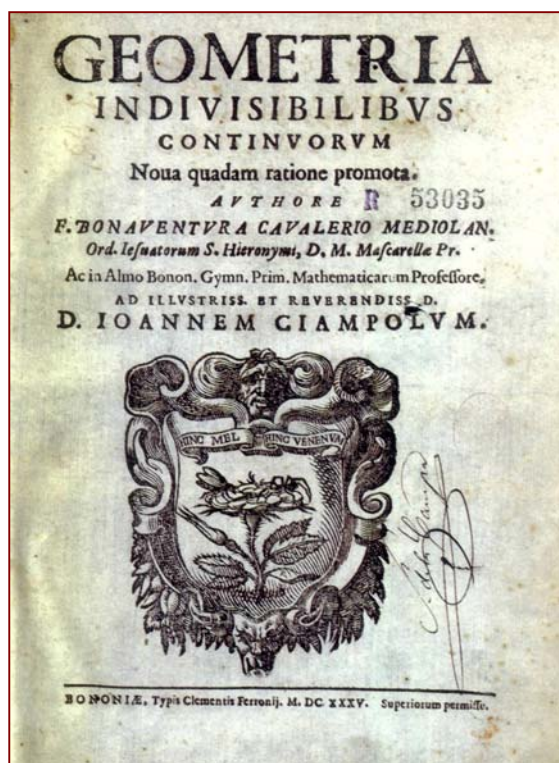 GEOMETRIA
INDIVISIBILIBVS
CONTINVORVM
Noua quadam ratione promota.
AVTHORE R 53035
F. BONAVENTVRA CAVALERIO MEDIOLAN.
Ord. Iesuatorum S. Hieronymi, D. M. Mascarellæ Pr.
Ac in Almo Bonon. Gymn. Prim. Mathematicarum Professore.
AD ILLVSTRISS. ET REVERENDISS. D.
D. IOANNEM CIAMPOLVM.
HINC MEL HINC VENENVM
BONONIÆ, Typis Clementis Ferronij. M. DC XXXV. Superiorum permissu.